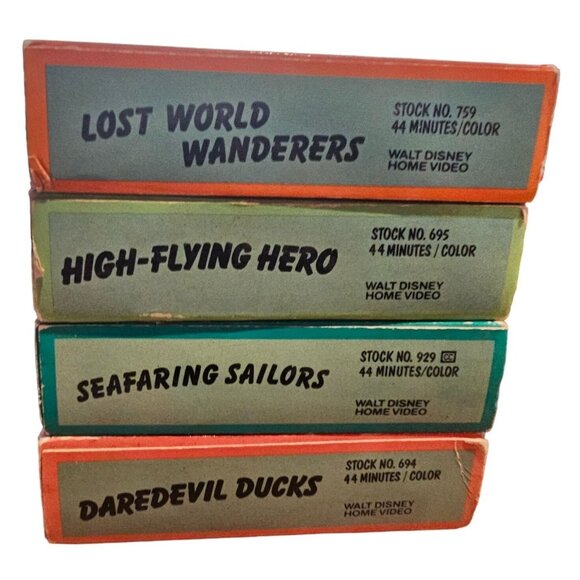 LOST WORLD
WANDERERS
STOCK NO. 759
44 MINUTES/COLOR
WALT DISNEY
HOME VIDEO
HIGH-FLYING HERO
STOCK NO. 695
44 MINUTES / COLOR
WALT DISNEY
HOME VIDEO
SEAFARING SAILORS
STOCK NO. 929 CC
44 MINUTES/COLOR
WALT DISNEY
HOME VIDEO
DAREDEVIL DUCKS
STOCK NO. 694
44 MINUTES / COLOR
WALT DISNEY
HOME VIDEO